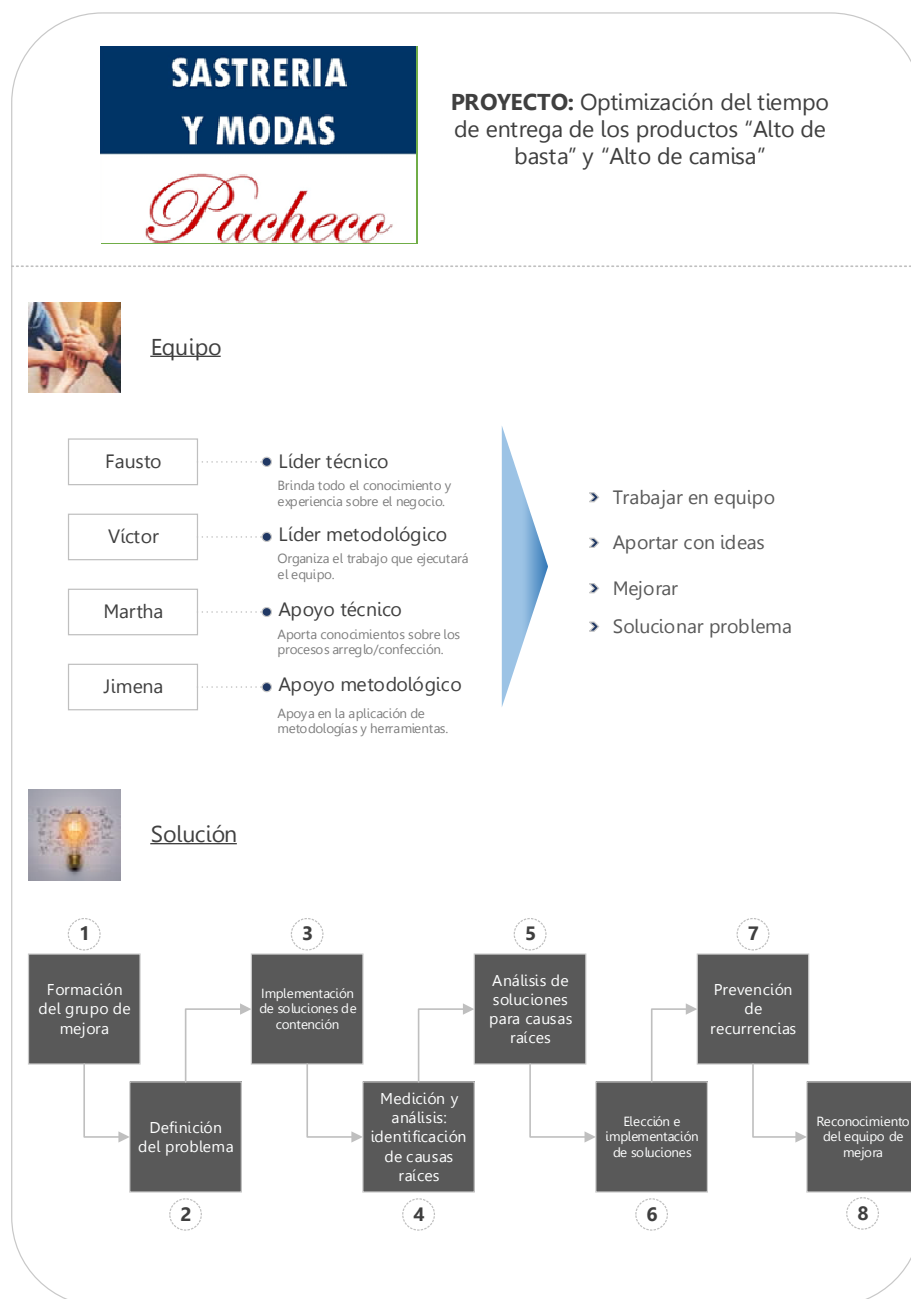 SASTRERIA
Y MODAS
Pacheco
PROYECTO: Optimización del tiempo
de entrega de los productos “Alto de
basta” y “Alto de camisa”
Equipo
Fausto
Líder técnico
Brinda todo el conocimiento y
experiencia sobre el negocio.
Víctor
Líder metodológico
Organiza el trabajo que ejecutará
el equipo.
Martha
Apoyo técnico
Aporta conocimientos sobre los
procesos arreglo/confección.
Jimena
Apoyo metodológico
Apoya en la aplicación de
metodologías y herramientas.
Trabajar en equipo
Aportar con ideas
Mejorar
Solucionar problema
Solución
1
Formación
del grupo de
mejora
Definición
del problema
2
3
Implementación
de soluciones de
contención
Medición y
análisis:
identificación
de causas
raíces
4
5
Análisis de
soluciones
para causas
raíces
Elección e
implementación
de soluciones
6
7
Prevención
de
recurrencias
Reconocimiento
del equipo de
mejora
8